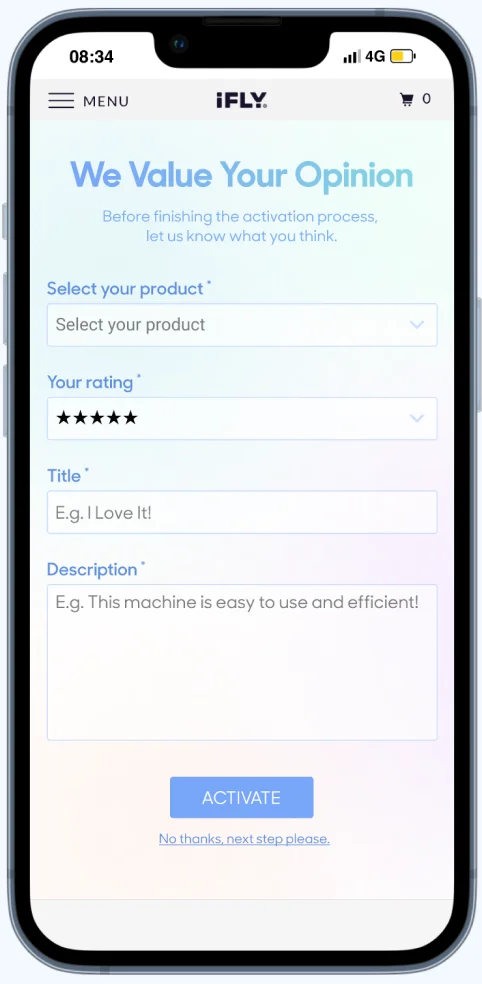 08:34
4G
MENU
iFLY.
0
We Value Your Opinion
Before finishing the activation process,
let us know what you think.
Select your product *
Select your product
Your rating *
★★★★★
Title *
E.g. I Love It!
Description *
E.g. This machine is easy to use and efficient!
ACTIVATE
No thanks, next step please.